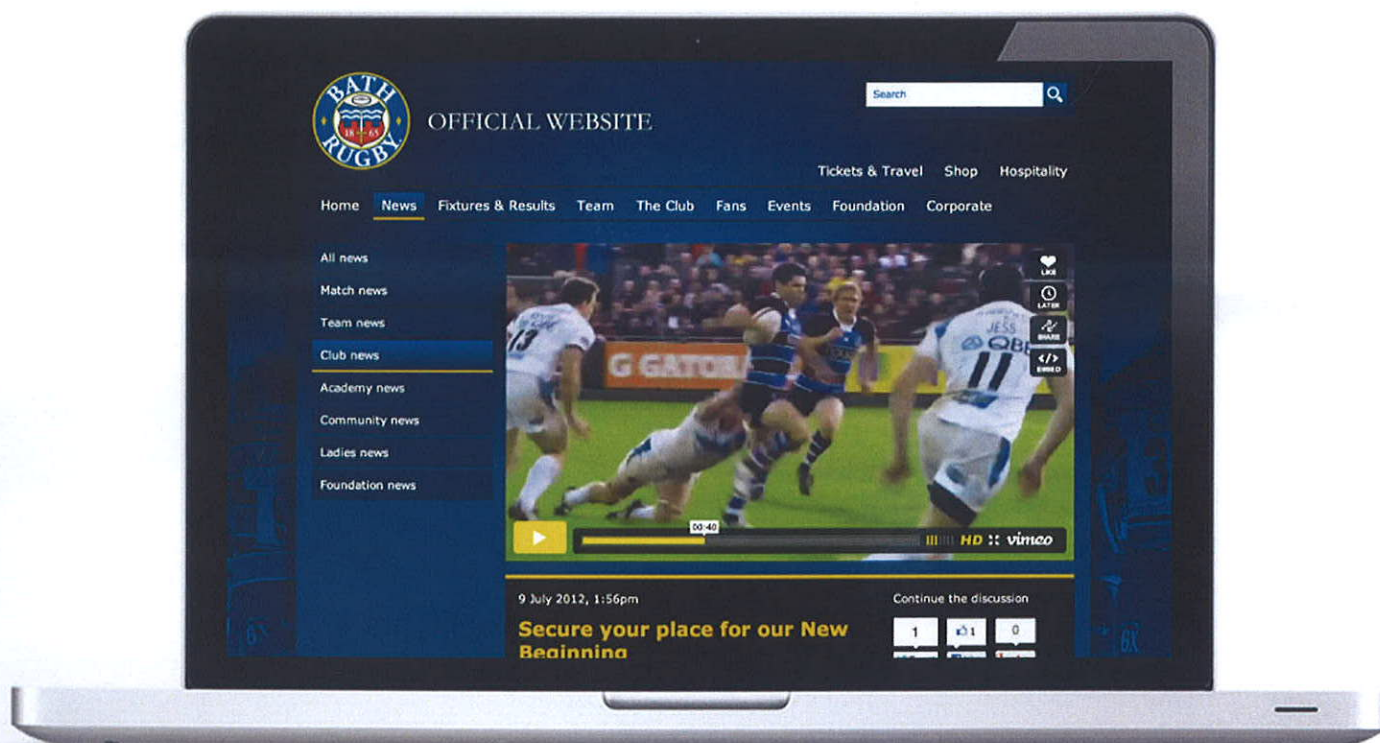 BATH
RUGBY
18 65
OFFICIAL WEBSITE
Search
Tickets & Travel Shop Hospitality
Home News Fixtures & Results Team The Club Fans Events Foundation Corporate
All news
Match news
Team news
Club news
Academy news
Community news
Ladies news
Foundation news
LIKE
LATER
SHARE
</>
EMBED
G GATOR
13
JESS
QBE
11
00:40
HD vimeo
9 July 2012, 1:56pm
Continue the discussion
Secure your place for our New
Beginning
1 1 0